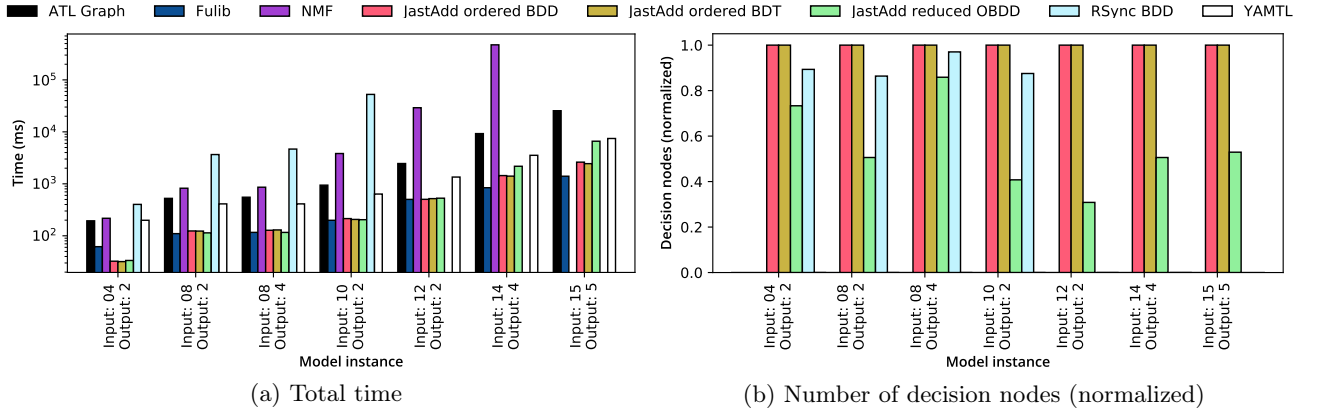 ATL Graph Fulib NMF JastAdd ordered BDD JastAdd ordered BDT JastAdd reduced OBDD RSync BDD YAMTL
Time (ms)
10^5
10^4
10^3
10^2
Input: 04
Output: 2
Input: 08
Output: 2
Input: 08
Output: 4
Input: 10
Output: 2
Input: 12
Output: 2
Input: 14
Output: 4
Input: 15
Output: 5
Model instance
(a) Total time
Decision nodes (normalized)
1.0
0.8
0.6
0.4
0.2
0.0
Input: 04
Output: 2
Input: 08
Output: 2
Input: 08
Output: 4
Input: 10
Output: 2
Input: 12
Output: 2
Input: 14
Output: 4
Input: 15
Output: 5
Model instance
(b) Number of decision nodes (normalized)